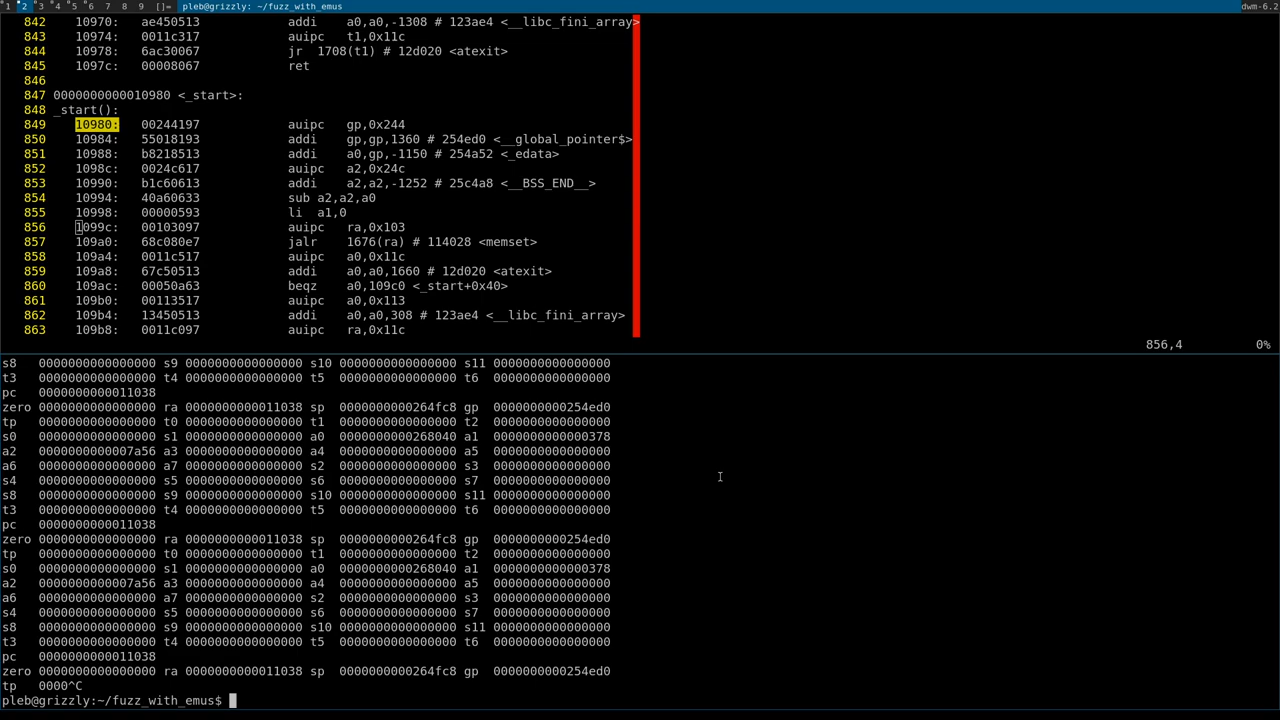 1 2 3 4 5 6 7 8 9 []= pleb@grizzly: ~/fuzz_with_emus dwm-6.2
842 10970: ae450513 addi a0,a0,-1308 # 123ae4 <__libc_fini_array>
843 10974: 0011c317 auipc t1,0x11c
844 10978: 6ac30067 jr 1708(t1) # 12d020 <atexit>
845 1097c: 00008067 ret
846
847 0000000000010980 <_start>:
848 _start():
849 10980: 00244197 auipc gp,0x244
850 10984: 55018193 addi gp,gp,1360 # 254ed0 <__global_pointer$>
851 10988: b8218513 addi a0,gp,-1150 # 254a52 <_edata>
852 1098c: 0024c617 auipc a2,0x24c
853 10990: b1c60613 addi a2,a2,-1252 # 25c4a8 <__BSS_END__>
854 10994: 40a60633 sub a2,a2,a0
855 10998: 00000593 li a1,0
856 1099c: 00103097 auipc ra,0x103
857 109a0: 68c080e7 jalr 1676(ra) # 114028 <memset>
858 109a4: 0011c517 auipc a0,0x11c
859 109a8: 67c50513 addi a0,a0,1660 # 12d020 <atexit>
860 109ac: 00050a63 beqz a0,109c0 <_start+0x40>
861 109b0: 00113517 auipc a0,0x113
862 109b4: 13450513 addi a0,a0,308 # 123ae4 <__libc_fini_array>
863 109b8: 0011c097 auipc ra,0x11c
856,4 0%
s8 0000000000000000 s9 0000000000000000 s10 0000000000000000 s11 0000000000000000
t3 0000000000000000 t4 0000000000000000 t5 0000000000000000 t6 0000000000000000
pc 0000000000011038
zero 0000000000000000 ra 0000000000011038 sp 0000000000264fc8 gp 0000000000254ed0
tp 0000000000000000 t0 0000000000000000 t1 0000000000000000 t2 0000000000000000
s0 0000000000000000 s1 0000000000000000 a0 0000000000268040 a1 0000000000000378
a2 0000000000007a56 a3 0000000000000000 a4 0000000000000000 a5 0000000000000000
a6 0000000000000000 a7 0000000000000000 s2 0000000000000000 s3 0000000000000000
s4 0000000000000000 s5 0000000000000000 s6 0000000000000000 s7 0000000000000000
s8 0000000000000000 s9 0000000000000000 s10 0000000000000000 s11 0000000000000000
t3 0000000000000000 t4 0000000000000000 t5 0000000000000000 t6 0000000000000000
pc 0000000000011038
zero 0000000000000000 ra 0000000000011038 sp 0000000000264fc8 gp 0000000000254ed0
tp 0000000000000000 t0 0000000000000000 t1 0000000000000000 t2 0000000000000000
s0 0000000000000000 s1 0000000000000000 a0 0000000000268040 a1 0000000000000378
a2 0000000000007a56 a3 0000000000000000 a4 0000000000000000 a5 0000000000000000
a6 0000000000000000 a7 0000000000000000 s2 0000000000000000 s3 0000000000000000
s4 0000000000000000 s5 0000000000000000 s6 0000000000000000 s7 0000000000000000
s8 0000000000000000 s9 0000000000000000 s10 0000000000000000 s11 0000000000000000
t3 0000000000000000 t4 0000000000000000 t5 0000000000000000 t6 0000000000000000
pc 0000000000011038
zero 0000000000000000 ra 0000000000011038 sp 0000000000264fc8 gp 0000000000254ed0
tp 0000^C
pleb@grizzly:~/fuzz_with_emus$